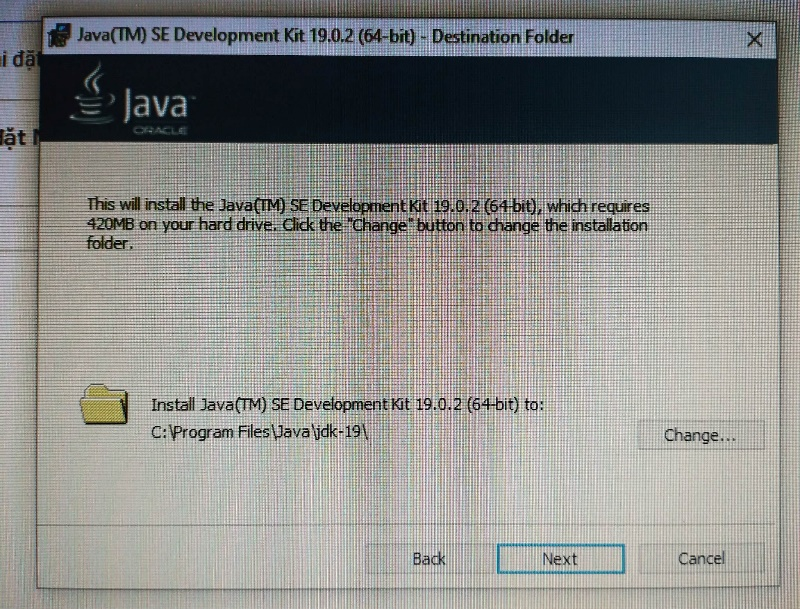 Java(TM) SE Development Kit 19.0.2 (64-bit) - Destination Folder
i đặt
Java
ORACLE
đặt
This will install the Java(TM) SE Development Kit 19.0.2 (64-bit), which requires
420MB on your hard drive. Click the "Change" button to change the installation
folder.
Install Java(TM) SE Development Kit 19.0.2 (64-bit) to:
C:\Program Files\Java\jdk-19\
Change...
Back
Next
Cancel